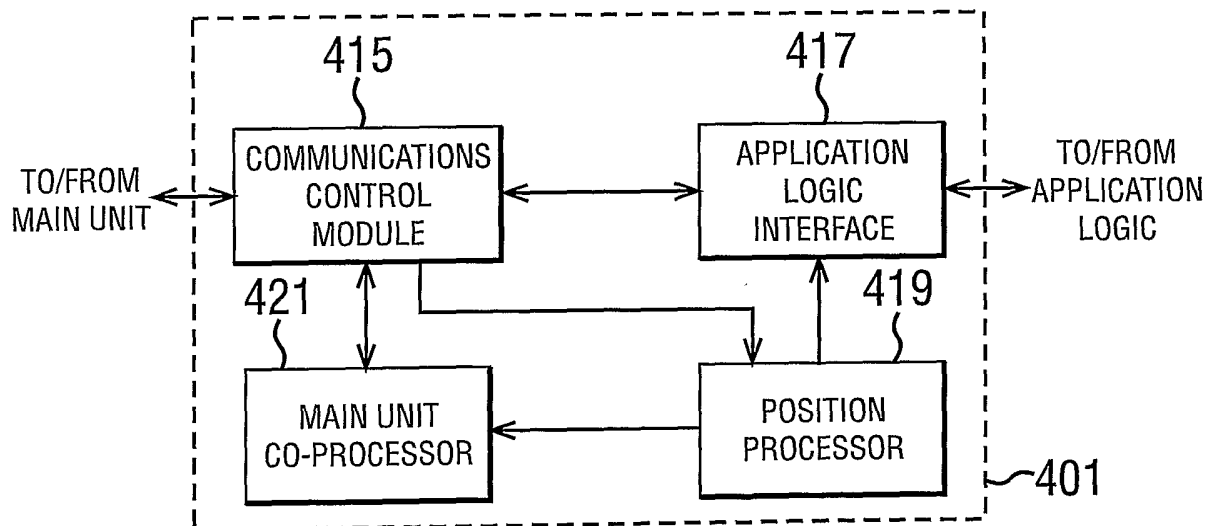 415
417
COMMUNICATIONS
CONTROL
MODULE
APPLICATION
LOGIC
INTERFACE
TO/FROM
MAIN UNIT
TO/FROM
APPLICATION
LOGIC
421
419
MAIN UNIT
CO-PROCESSOR
POSITION
PROCESSOR
401